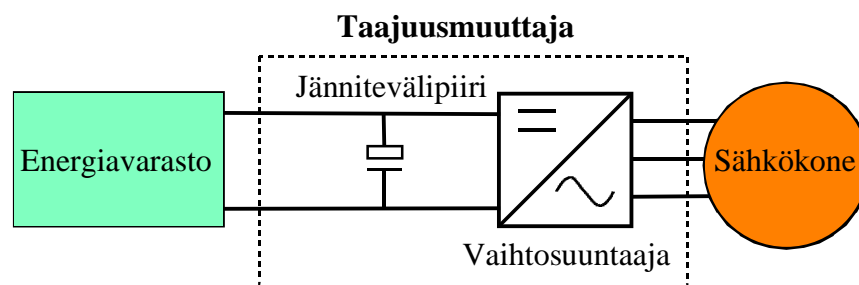 Taajuusmuuttaja
Jännitevälipiiri
Energiavarasto
Sähkökone
Vaihtosuuntaaja